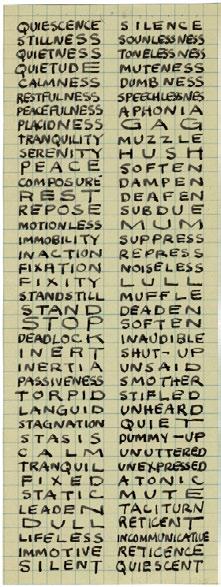 QUIESCENCE
STILLNESS
QUIETNESS
QUIETUDE
CALMNESS
RESTFULNESS
PEACEFULNESS
PLACIDNESS
TRANQUILITY
SERENITY
PEACE
COMPOSURE
REST
REPOSE
MOTIONLESS
IMMOBILITY
INACTION
FIXATION
FIXITY
STANDSTILL
STAND
STOP
DEADLOCK
INERT
INERTIA
PASSIVENESS
TORPID
LANGUID
STAGNATION
STASIS
CALM
TRANQUIL
FIXED
STATIC
LEADEN
DULL
LIFELESS
IMMOTIVE
SILENT
SILENCE
SOUNLESSNESS
TONELESSNESS
MUTENESS
DUMBNESS
SPEECHLESSNES
APHONIA
GAG
MUZZLE
HUSH
SOFTEN
DAMPEN
DEAFEN
SUBDUE
MUM
SUPPRESS
REPRESS
NOISELESS
LULL
MUFFLE
DEADEN
SOFTEN
INAUDIBLE
SHUT-UP
UNSAID
SMOTHER
STIFLED
UNHEARD
QUIET
DUMMY-UP
UNUTTERED
UNEXPRESSED
ATONIC
MUTE
TACITURN
RETICENT
INCOMMUNICATIVE
RETICENCE
QUIESCENT